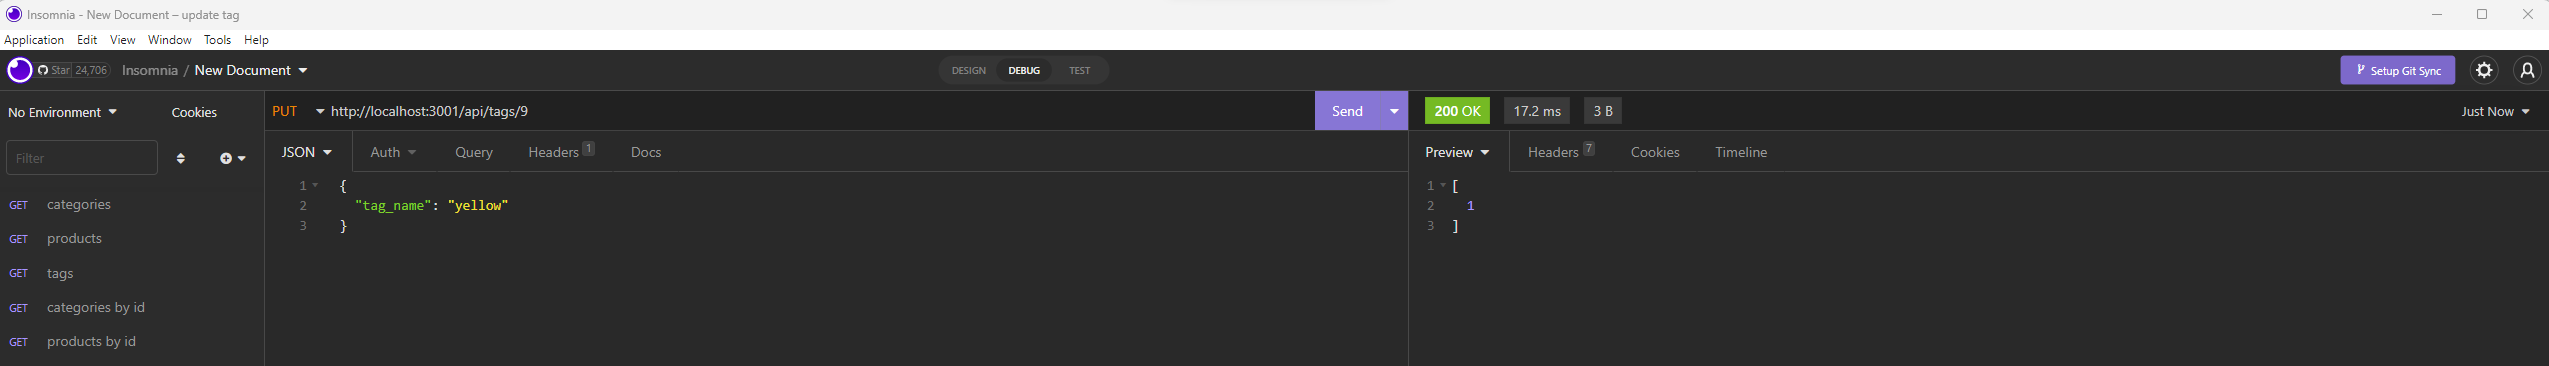 Insomnia - New Document – update tag
Application Edit View Window Tools Help
Star 24,706 Insomnia / New Document DESIGN DEBUG TEST Setup Git Sync
No Environment Cookies PUT http://localhost:3001/api/tags/9 Send 200 OK 17.2 ms 3 B Just Now
Filter JSON Auth Query Headers 1 Docs Preview Headers 7 Cookies Timeline
GET categories
GET products
GET tags
GET categories by id
GET products by id
1 {
2 "tag_name": "yellow"
3 }
1 [
2 1
3 ]